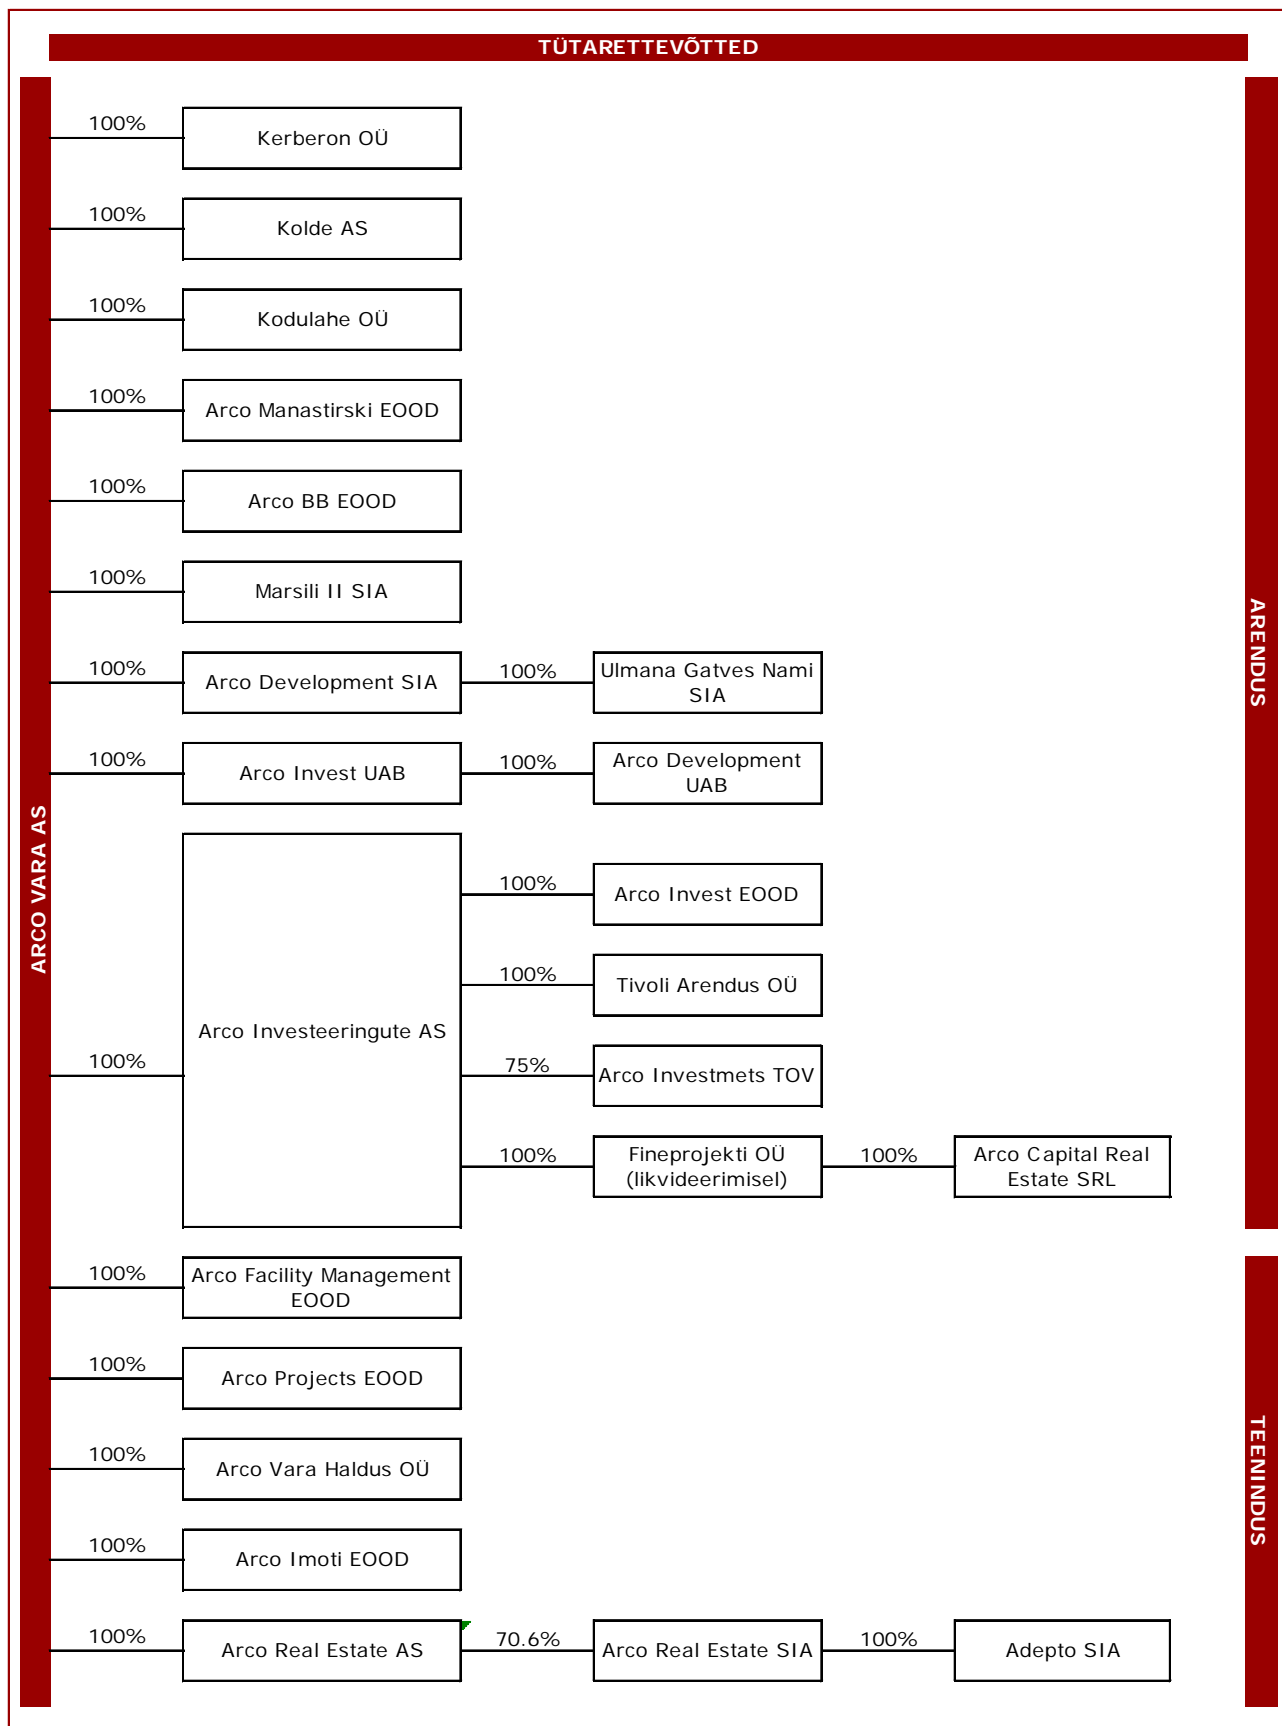 TÜTARETTEVÕTTED
ARCO VARA AS
ARENDUS
100%
Kerberon OÜ
100%
Kolde AS
100%
Kodulahe OÜ
100%
Arco Manastirski EOOD
100%
Arco BB EOOD
100%
Marsili II SIA
100%
Arco Development SIA
100%
Ulmana Gatves Nami
SIA
100%
Arco Invest UAB
100%
Arco Development
UAB
100%
Arco Investeeringute AS
100%
Arco Invest EOOD
100%
Tivoli Arendus OÜ
75%
Arco Investmets TOV
100%
Fineprojekti OÜ
(likvideerimisel)
100%
Arco Capital Real
Estate SRL
TEENINDUS
100%
Arco Facility Management
EOOD
100%
Arco Projects EOOD
100%
Arco Vara Haldus OÜ
100%
Arco Imoti EOOD
100%
Arco Real Estate AS
70.6%
Arco Real Estate SIA
100%
Adepto SIA